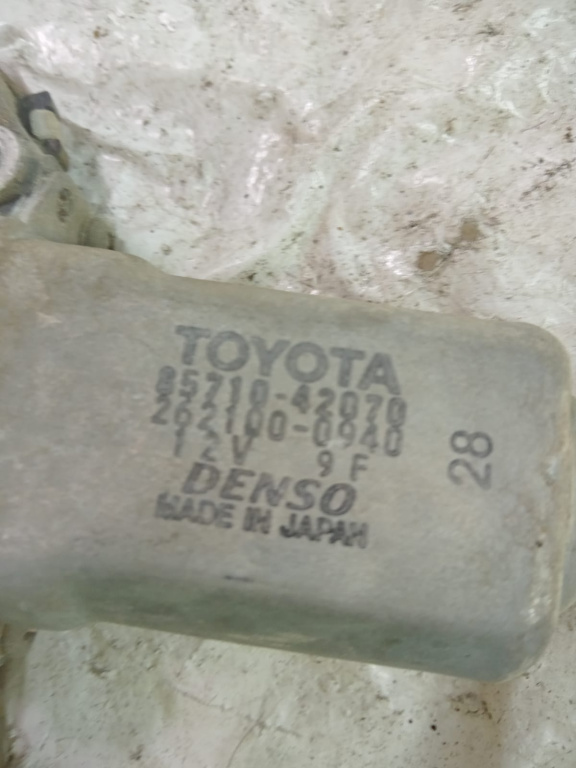 TOYOTA
85710-42070
262100-0940
12V 9F
DENSO
MADE IN JAPAN
28